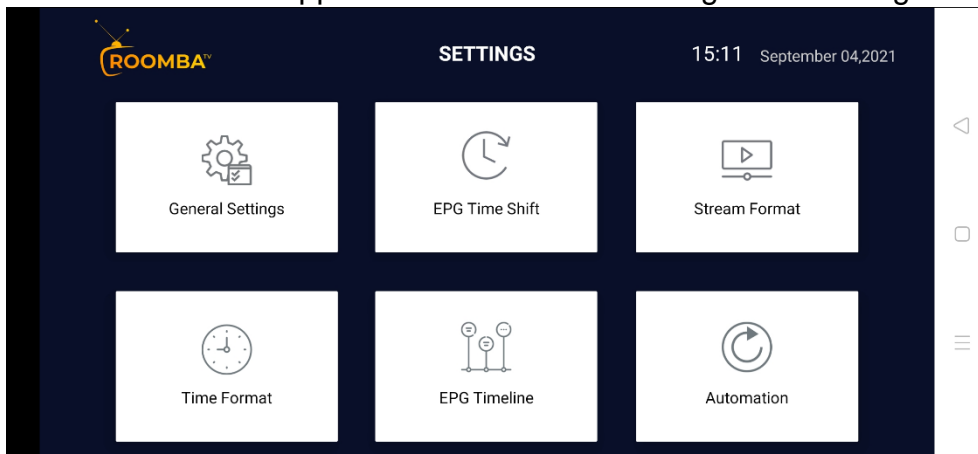 ROOMBA TV
SETTINGS
15:11 September 04,2021
General Settings
EPG Time Shift
Stream Format
Time Format
EPG Timeline
Automation